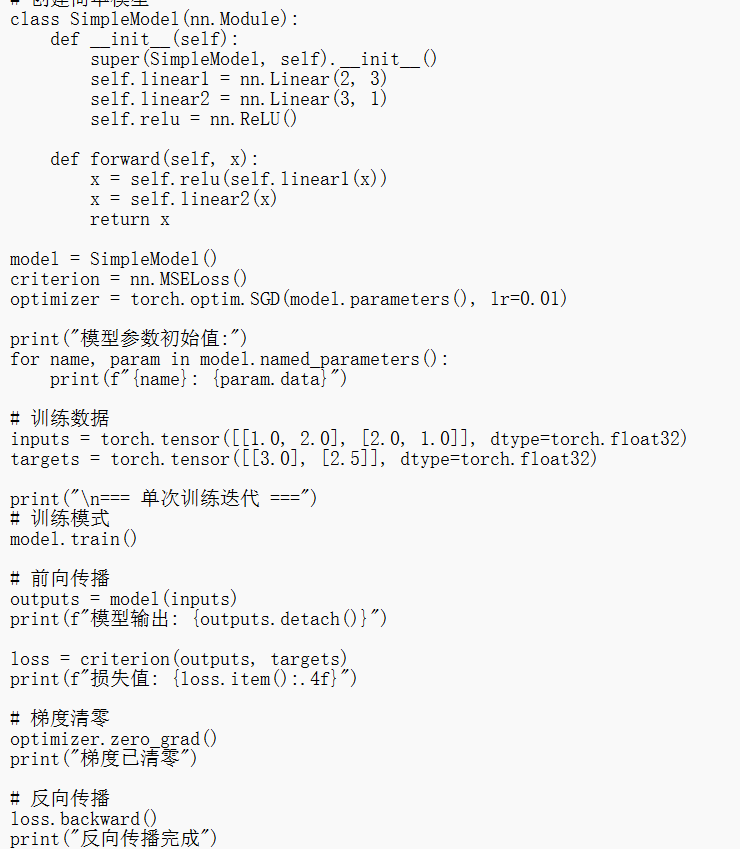 # 创建简单模型
class SimpleModel(nn.Module):
    def __init__(self):
        super(SimpleModel, self).__init__()
        self.linear1 = nn.Linear(2, 3)
        self.linear2 = nn.Linear(3, 1)
        self.relu = nn.ReLU()

    def forward(self, x):
        x = self.relu(self.linear1(x))
        x = self.linear2(x)
        return x

model = SimpleModel()
criterion = nn.MSELoss()
optimizer = torch.optim.SGD(model.parameters(), lr=0.01)

print("模型参数初始值:")
for name, param in model.named_parameters():
    print(f"{name}: {param.data}")

# 训练数据
inputs = torch.tensor([[1.0, 2.0], [2.0, 1.0]], dtype=torch.float32)
targets = torch.tensor([[3.0], [2.5]], dtype=torch.float32)

print("\n=== 单次训练迭代 ===")
# 训练模式
model.train()

# 前向传播
outputs = model(inputs)
print(f"模型输出: {outputs.detach()}")

loss = criterion(outputs, targets)
print(f"损失值: {loss.item():.4f}")

# 梯度清零
optimizer.zero_grad()
print("梯度已清零")

# 反向传播
loss.backward()
print("反向传播完成")